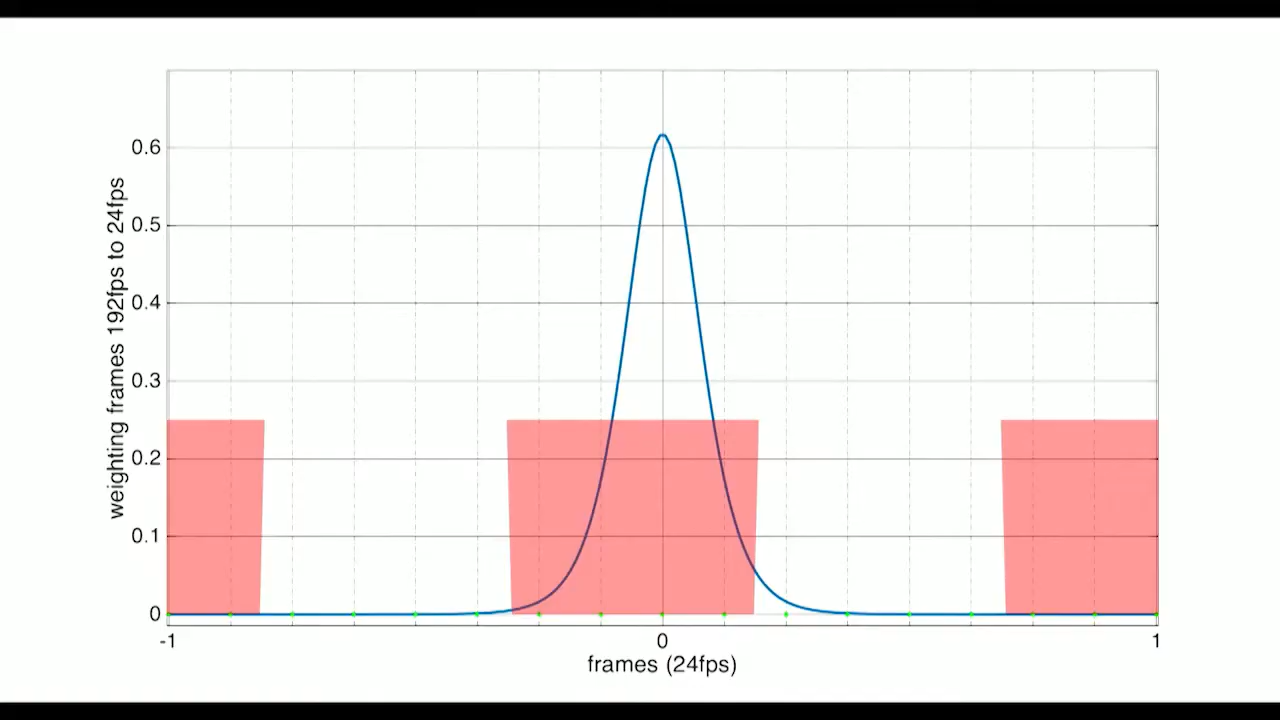 weighting frames 192fps to 24fps
0.6
0.5
0.4
0.3
0.2
0.1
0
-1 0 1
frames (24fps)